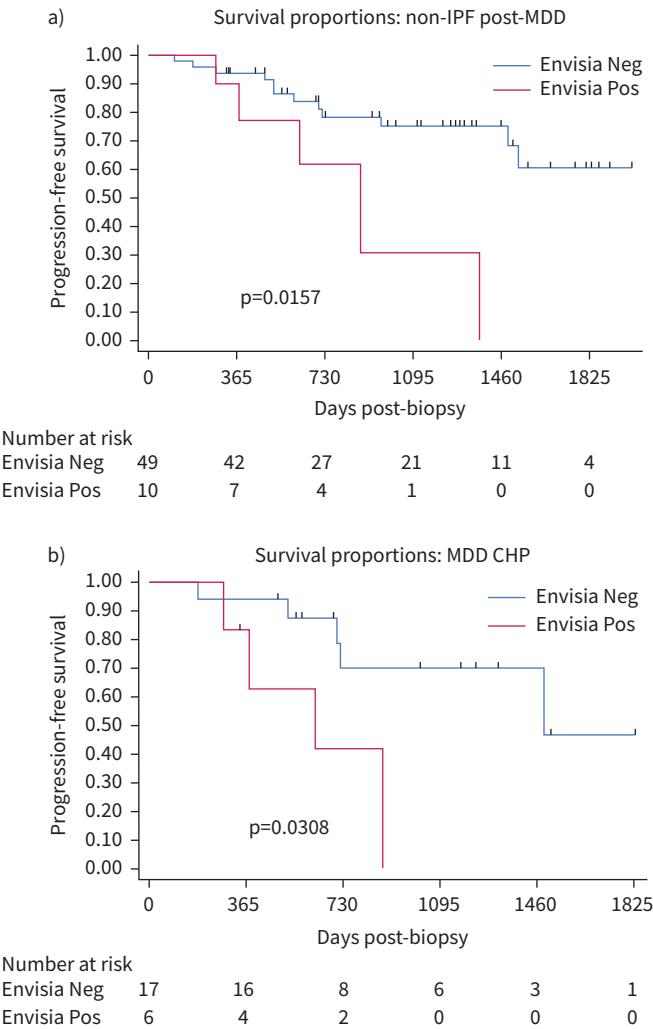 a) Survival proportions: non-IPF post-MDD
Envisia Neg
Envisia Pos
Progression-free survival
1.00
0.90
0.80
0.70
0.60
0.50
0.40
0.30
0.20
0.10
0.00
p=0.0157
0 365 730 1095 1460 1825
Days post-biopsy
Number at risk
Envisia Neg 49 42 27 21 11 4
Envisia Pos 10 7 4 1 0 0
b) Survival proportions: MDD CHP
Envisia Neg
Envisia Pos
Progression-free survival
1.00
0.90
0.80
0.70
0.60
0.50
0.40
0.30
0.20
0.10
0.00
p=0.0308
0 365 730 1095 1460 1825
Days post-biopsy
Number at risk
Envisia Neg 17 16 8 6 3 1
Envisia Pos 6 4 2 0 0 0